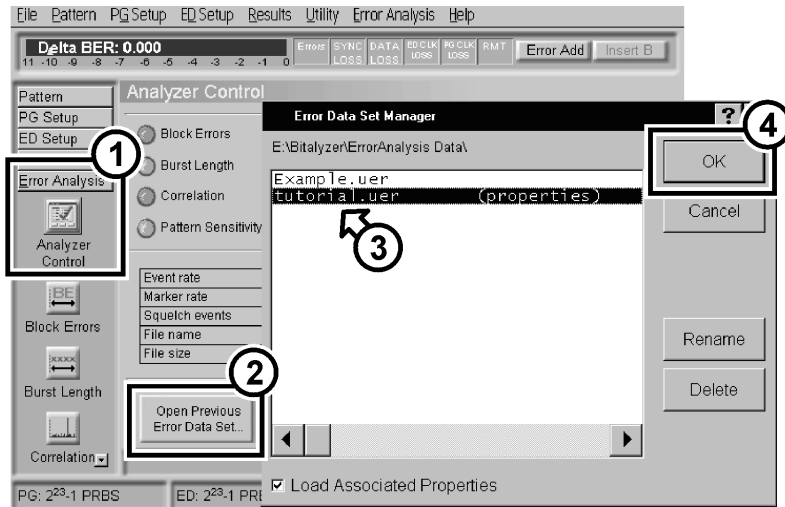 File Pattern PG Setup ED Setup Results Utility Error Analysis Help
Delta BER: 0.000
11 -10 -9 -8 -7 -6 -5 -4 -3 -2 -1 0
Errors SYNC LOSS DATA LOSS ED CLK LOSS PG CLK LOSS RMT
Error Add
Insert B
Pattern
PG Setup
ED Setup
Error Analysis
Analyzer
Control
Block Errors
Burst Length
Correlation
Analyzer Control
Block Errors
Burst Length
Correlation
Pattern Sensitivity
Event rate
Marker rate
Squelch events
File name
File size
Open Previous
Error Data Set...
Error Data Set Manager
?
E:\Bitalyzer\ErrorAnalysis Data\
Example.uer
tutorial.uer (properties)
OK
Cancel
Rename
Delete
Load Associated Properties
1
2
3
4
BE
xxxx
PG: 2²³-1 PRBS
ED: 2²³-1 PRE